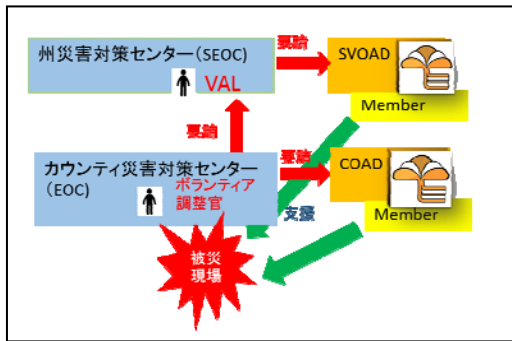 州災害対策センター（SEOC）
VAL
要請
SVOAD
Member
要請
カウンティ災害対策センター
（EOC）
ボランティア
調整官
要請
COAD
Member
支援
被災
現場